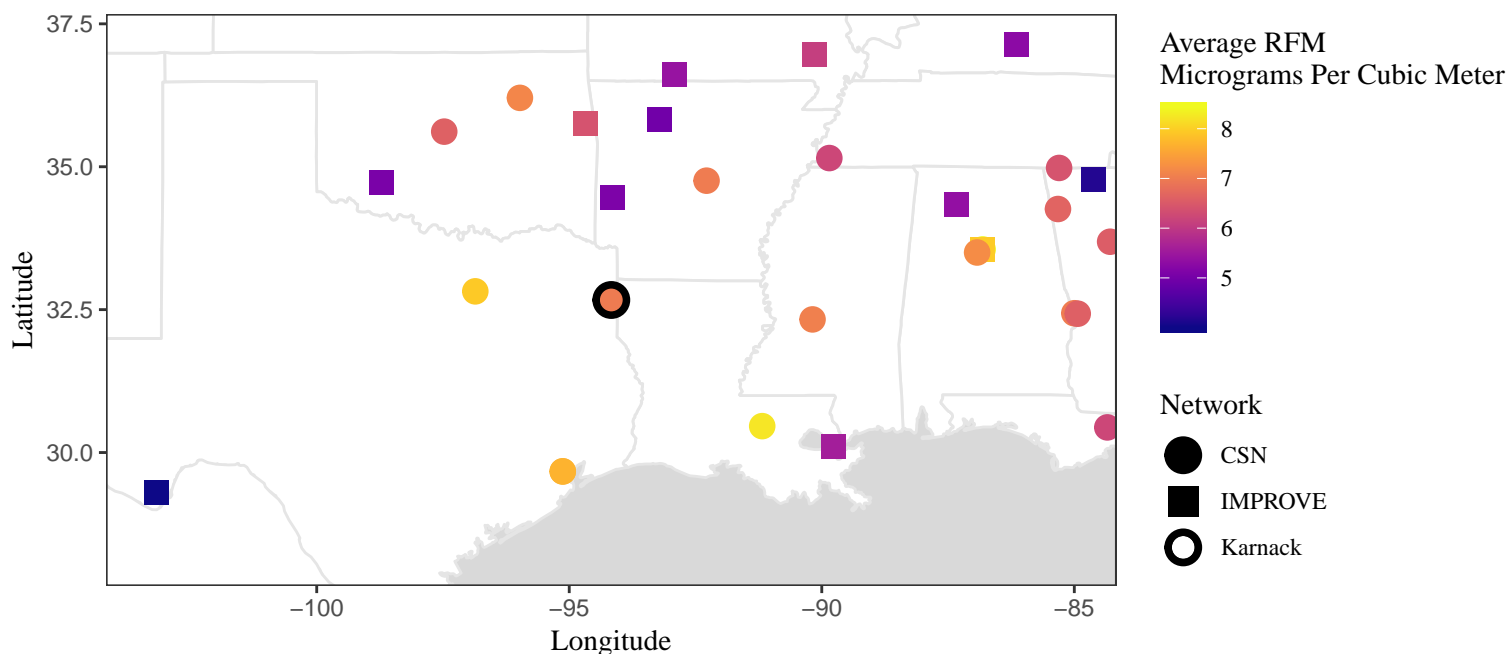 37.5
35.0
32.5
30.0
Latitude
−100
−95
−90
−85
Longitude
Average RFM
Micrograms Per Cubic Meter
8
7
6
5
Network
CSN
IMPROVE
Karnack